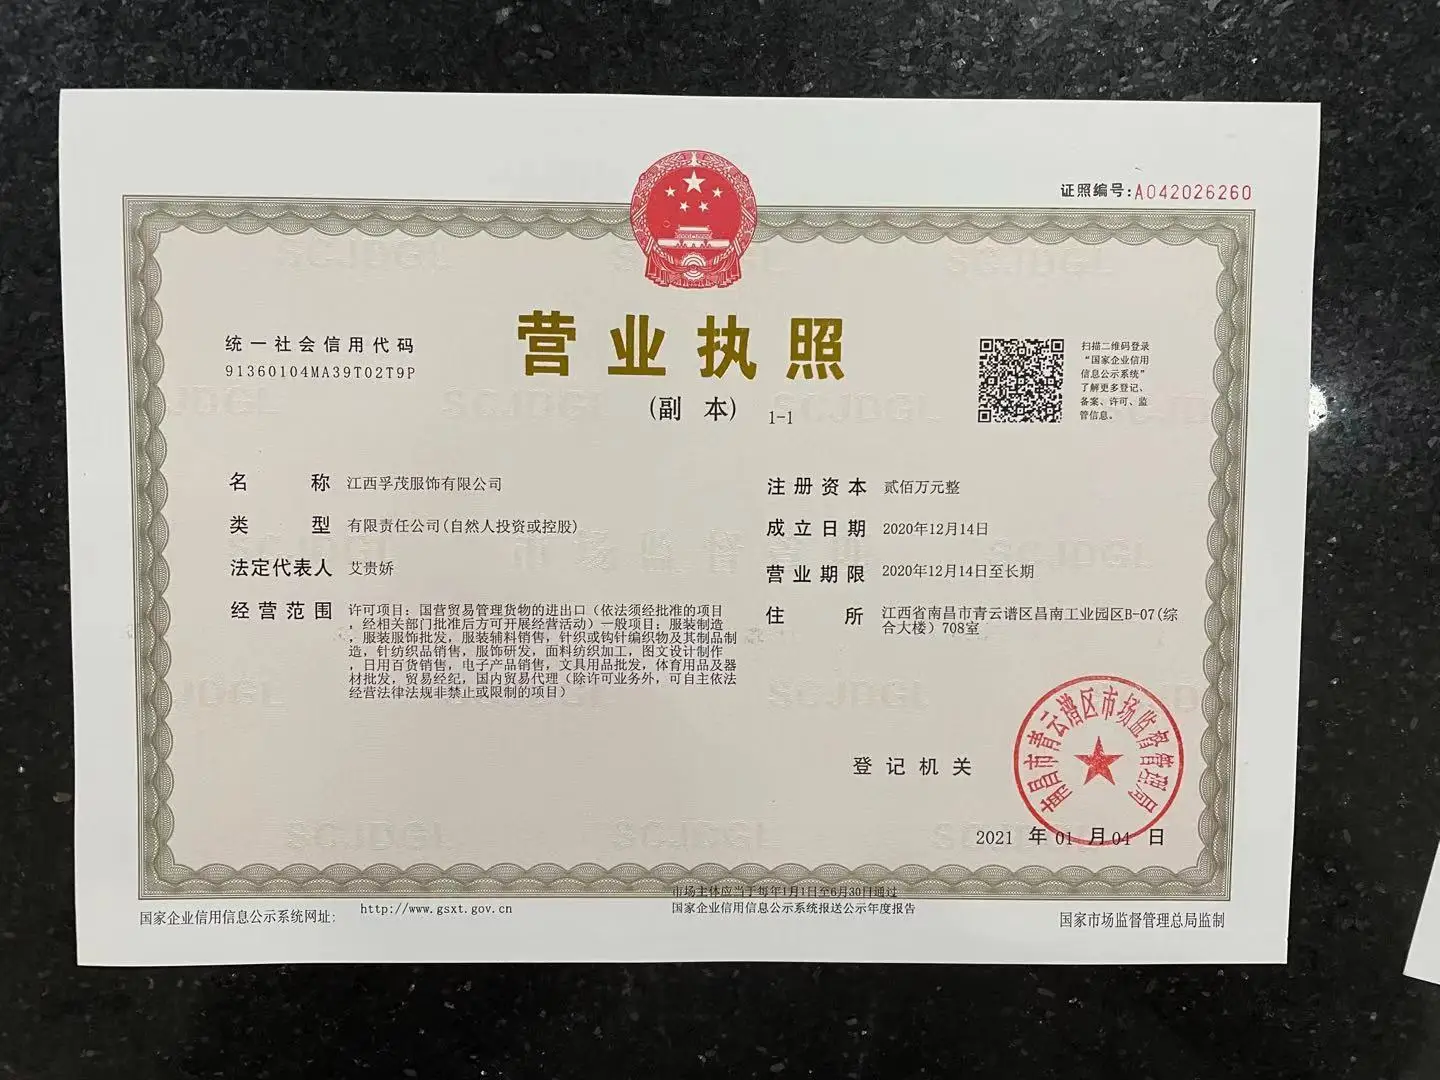 证照编号:A042026260
营业执照
(副 本) 1-1
统一社会信用代码
91360104MA39T02T9P
扫描二维码登录
“国家企业信用
信息公示系统”
了解更多登记、
备案、许可、监
管信息。
名 称 江西孚茂服饰有限公司
类 型 有限责任公司(自然人投资或控股)
法定代表人 艾贵娇
经营范围 许可项目：国营贸易管理货物的进出口（依法须经批准的项目
，经相关部门批准后方可开展经营活动）一般项目：服装制造
，服装服饰批发，服装辅料销售，针织或钩针编织物及其制品制
造，针纺织品销售，服饰研发，面料纺织加工，图文设计制作
，日用百货销售，电子产品销售，文具用品批发，体育用品及器
材批发，贸易经纪，国内贸易代理（除许可业务外，可自主依法
经营法律法规非禁止或限制的项目）
注册资本 贰佰万元整
成立日期 2020年12月14日
营业期限 2020年12月14日至长期
住 所 江西省南昌市青云谱区昌南工业园区B-07(综
合大楼）708室
登记机关
南昌市青云谱区市场监督管理局
2021 年 01 月 04 日
国家企业信用信息公示系统网址: http://www.gsxt.gov.cn
市场主体应当于每年1月1日至6月30日通过
国家企业信用信息公示系统报送公示年度报告
国家市场监督管理总局监制